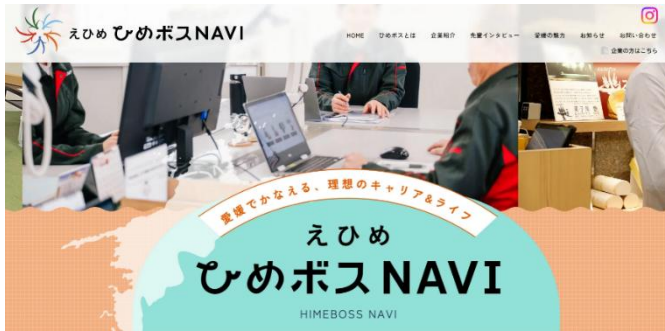 えひめ ひめボスNAVI
HOME ひめボスとは 企業紹介 先輩インタビュー 愛媛の魅力 お知らせ お問い合わせ
企業の方はこちら
愛媛でかなえる、理想のキャリア&ライフ
えひめ
ひめボスNAVI
HIMEBOSS NAVI